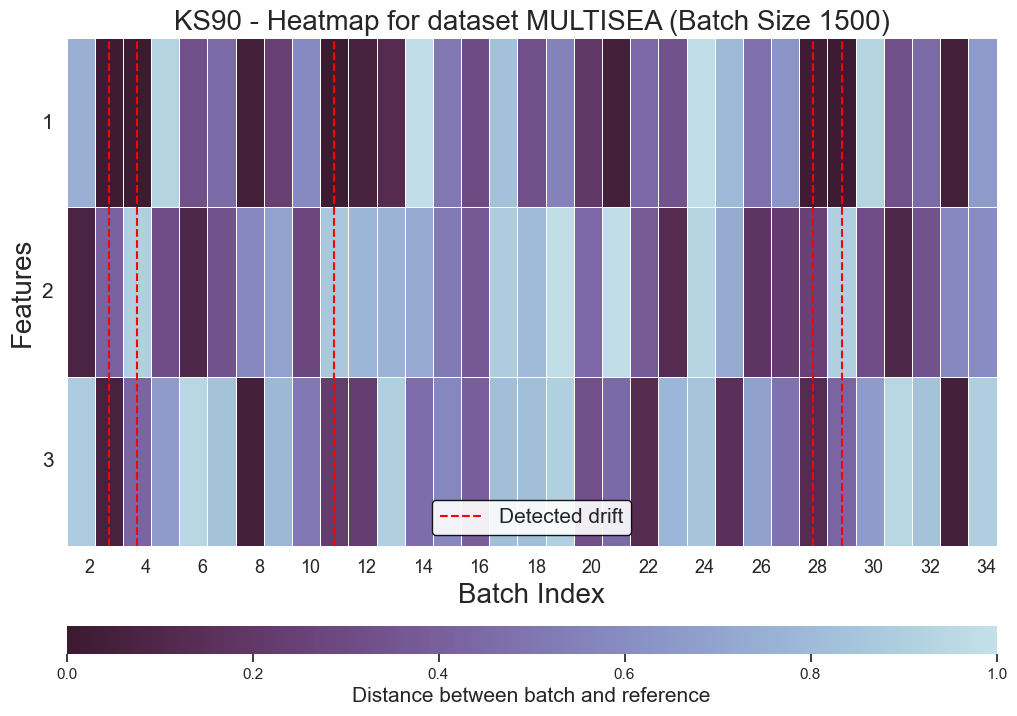 KS90 - Heatmap for dataset MULTISEA (Batch Size 1500)
Features
1
2
3
Detected drift
2 4 6 8 10 12 14 16 18 20 22 24 26 28 30 32 34
Batch Index
0.0 0.2 0.4 0.6 0.8 1.0
Distance between batch and reference